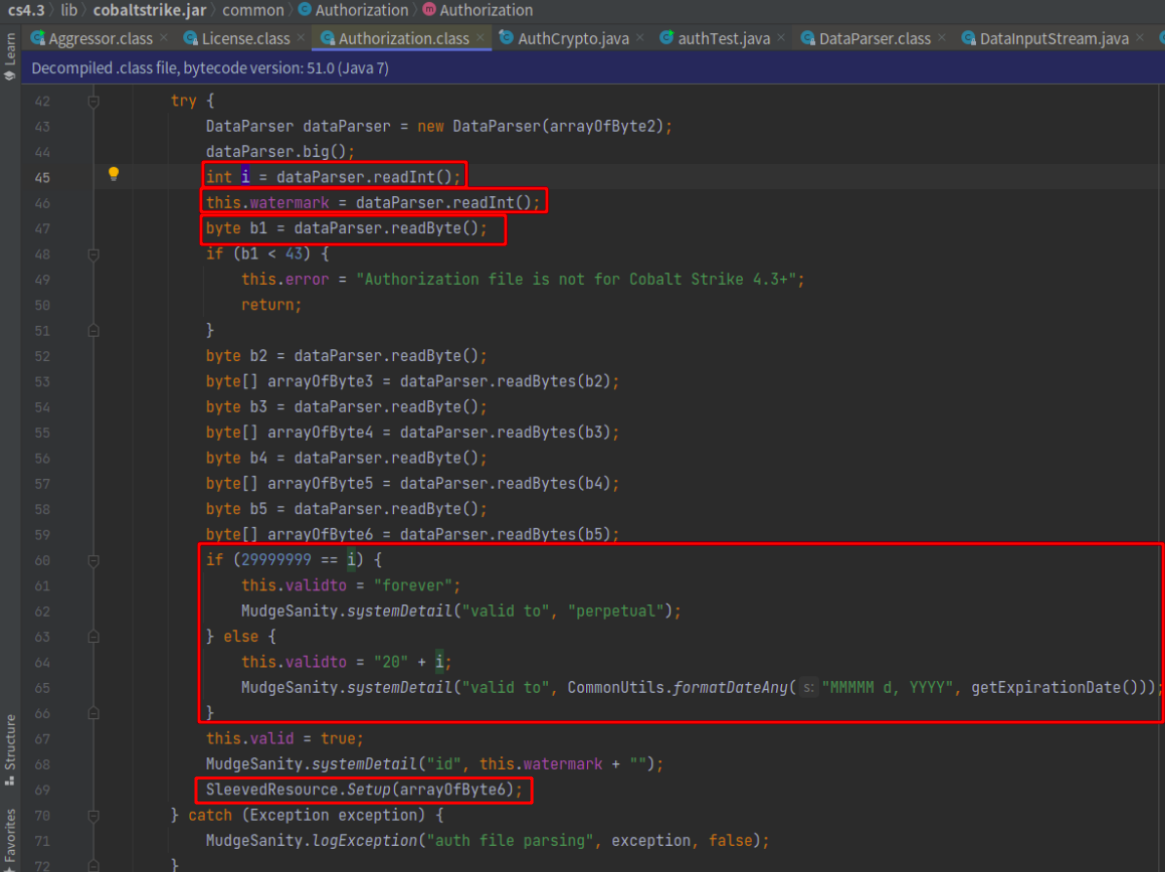 cs4.3 › lib › cobaltstrike.jar › common › Authorization › Authorization
Aggressor.class × License.class × Authorization.class × AuthCrypto.java × authTest.java × DataParser.class × DataInputStream.java ×
Decompiled .class file, bytecode version: 51.0 (Java 7)
Learn
42 try {
43 DataParser dataParser = new DataParser(arrayOfByte2);
44 dataParser.big();
45 int i = dataParser.readInt();
46 this.watermark = dataParser.readInt();
47 byte b1 = dataParser.readByte();
48 if (b1 < 43) {
49 this.error = "Authorization file is not for Cobalt Strike 4.3+";
50 return;
51 }
52 byte b2 = dataParser.readByte();
53 byte[] arrayOfByte3 = dataParser.readBytes(b2);
54 byte b3 = dataParser.readByte();
55 byte[] arrayOfByte4 = dataParser.readBytes(b3);
56 byte b4 = dataParser.readByte();
57 byte[] arrayOfByte5 = dataParser.readBytes(b4);
58 byte b5 = dataParser.readByte();
59 byte[] arrayOfByte6 = dataParser.readBytes(b5);
60 if (29999999 == i) {
61 this.validto = "forever";
62 MudgeSanity.systemDetail("valid to", "perpetual");
63 } else {
64 this.validto = "20" + i;
65 MudgeSanity.systemDetail("valid to", CommonUtils.formatDateAny( s: "MMMMM d, YYYY", getExpirationDate()));
66 }
67 this.valid = true;
68 MudgeSanity.systemDetail("id", this.watermark + "");
69 SleevedResource.Setup(arrayOfByte6);
70 } catch (Exception exception) {
71 MudgeSanity.logException("auth file parsing", exception, false);
72 }
Structure
Favorites